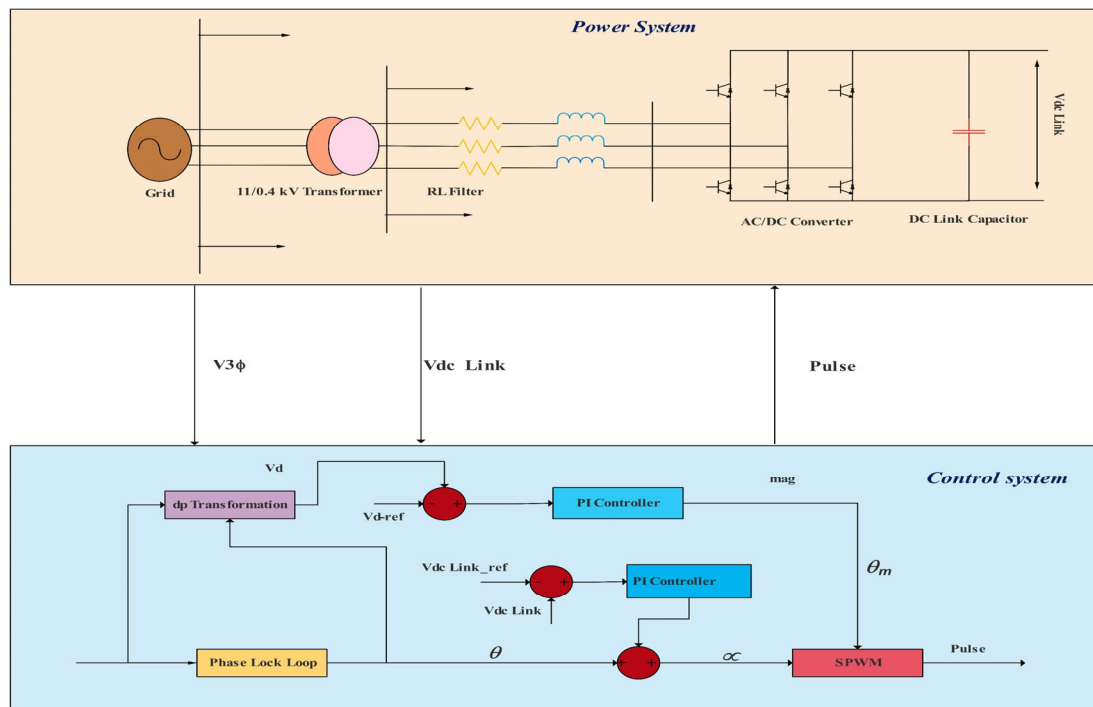 Power System
Vdc Link
Grid
11/0.4 kV Transformer
RL Filter
AC/DC Converter
DC Link Capacitor
V3ϕ
Vdc Link
Pulse
Control system
Vd
mag
dp Transformation
− +
PI Controller
Vd-ref
θm
Vdc Link_ref
− +
PI Controller
Vdc Link
Phase Lock Loop
θ
+ +
∝
SPWM
Pulse